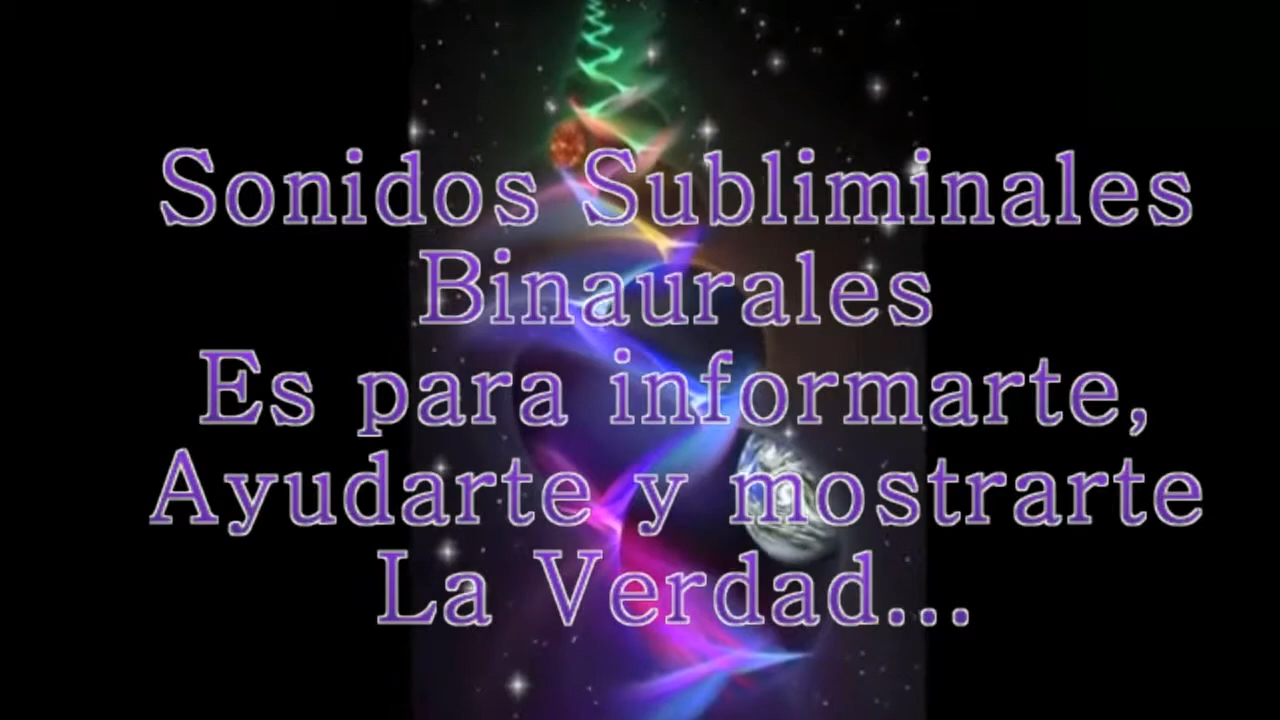 Sonidos Subliminales
Binaurales
Es para informarte,
Ayudarte y mostrarte
La Verdad...